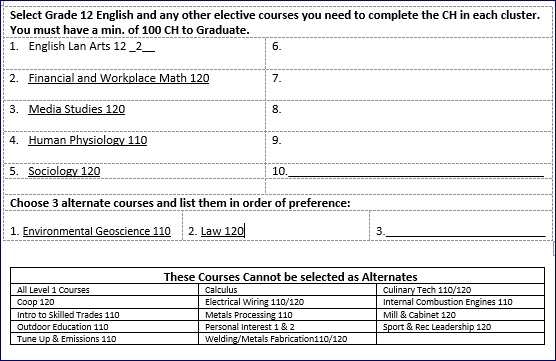 Select Grade 12 English and any other elective courses you need to complete the CH in each cluster.
You must have a min. of 100 CH to Graduate.
1. English Lan Arts 12 _2__
6.
2. Financial and Workplace Math 120
7.
3. Media Studies 120
8.
4. Human Physiology 110
9.
5. Sociology 120
10.
Choose 3 alternate courses and list them in order of preference:
1. Environmental Geoscience 110 2. Law 120 3.
These Courses Cannot be selected as Alternates
All Level 1 Courses Calculus Culinary Tech 110/120
Coop 120 Electrical Wiring 110/120 Internal Combustion Engines 110
Intro to Skilled Trades 110 Metals Processing 110 Mill & Cabinet 120
Outdoor Education 110 Personal Interest 1 & 2 Sport & Rec Leadership 120
Tune Up & Emissions 110 Welding/Metals Fabrication110/120